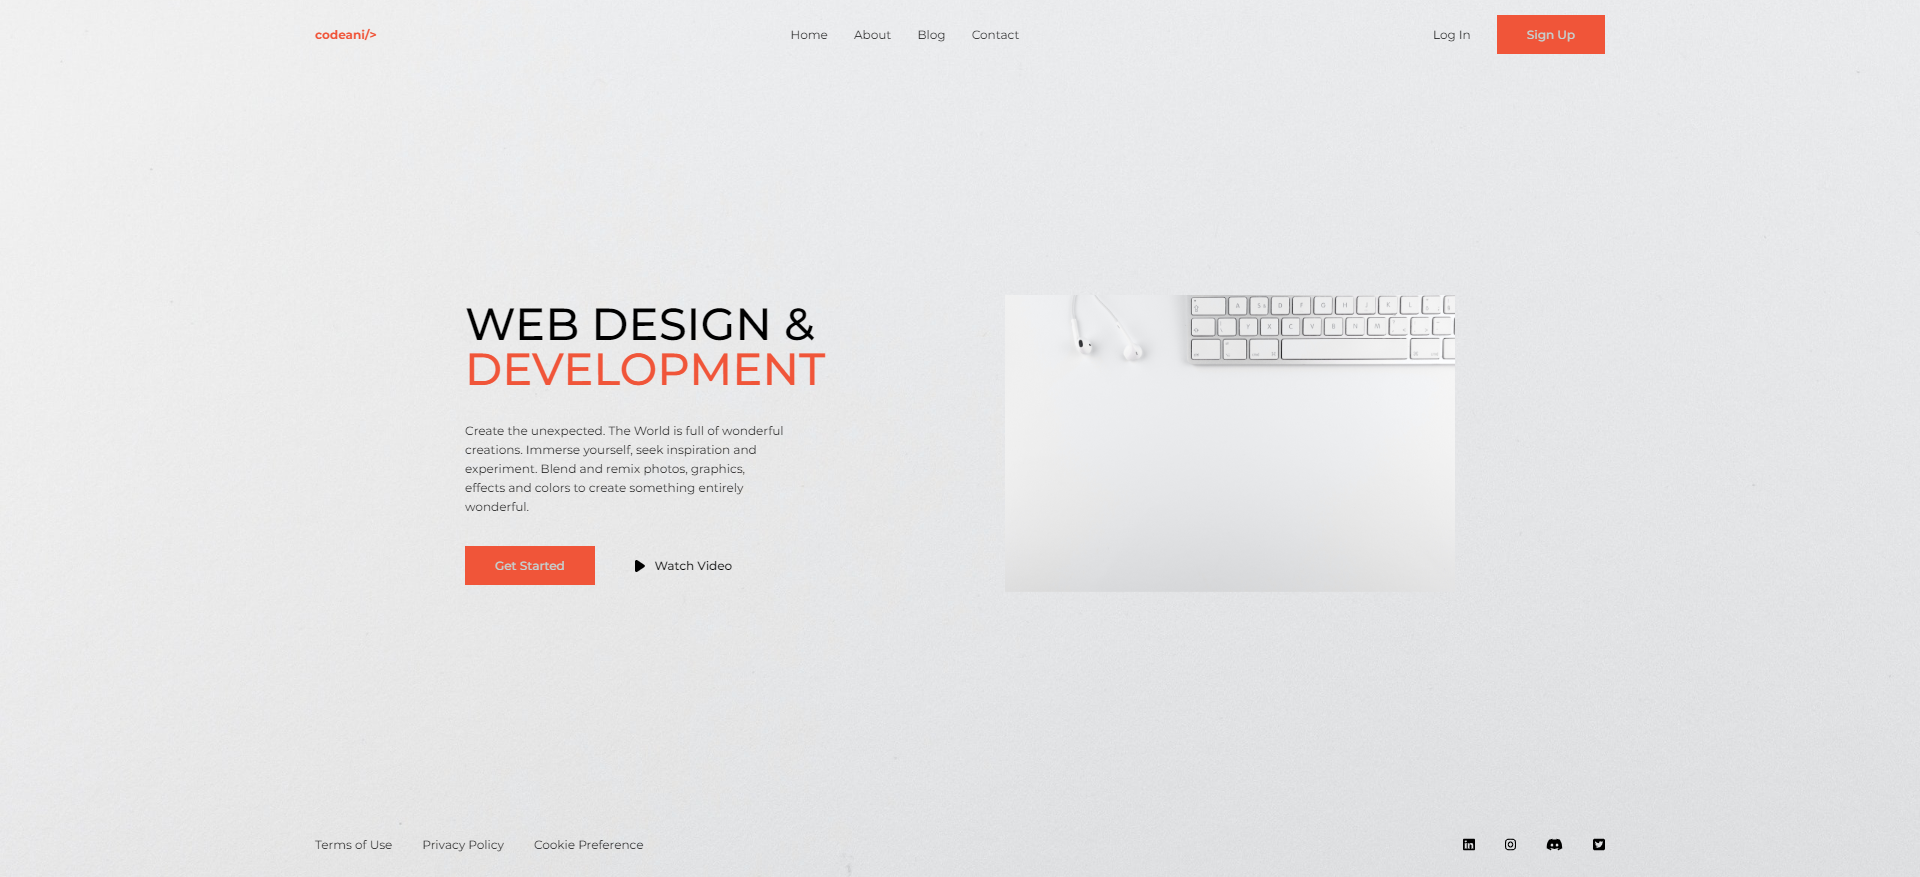 codeani/>
Home About Blog Contact
Log In Sign Up
WEB DESIGN &
DEVELOPMENT
Create the unexpected. The World is full of wonderful
creations. Immerse yourself, seek inspiration and
experiment. Blend and remix photos, graphics,
effects and colors to create something entirely
wonderful.
Get Started Watch Video
A S D F G H J K L
Z X C V B N M
Terms of Use Privacy Policy Cookie Preference